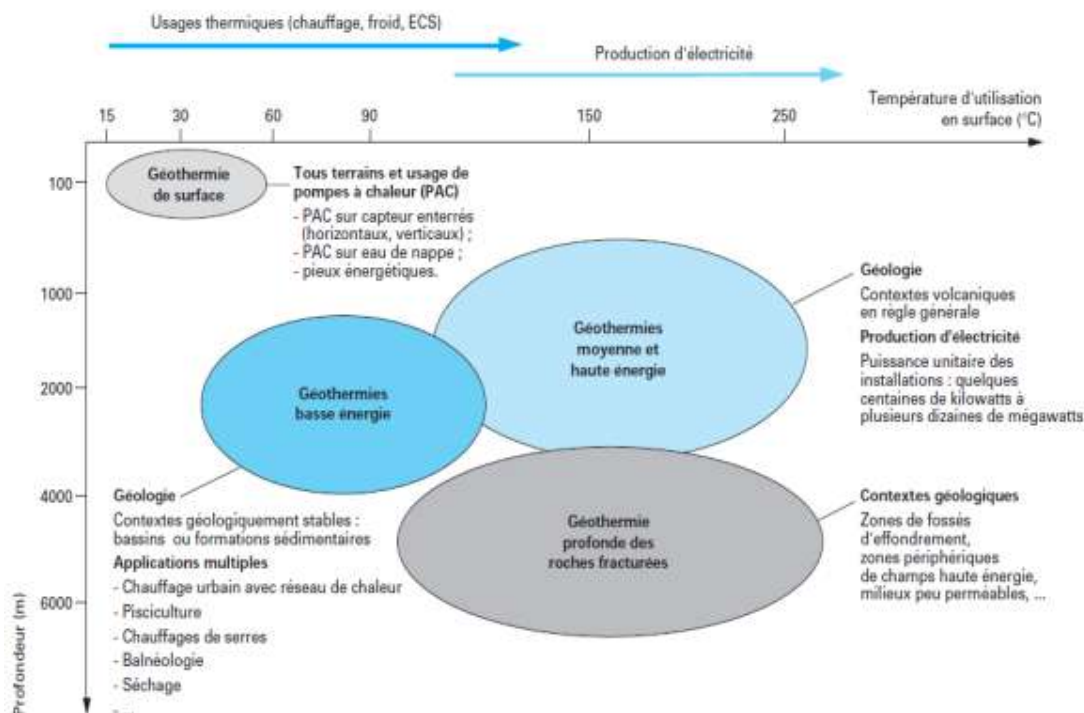 Usages thermiques (chauffage, froid, ECS)
Production d'électricité
Température d'utilisation
en surface (°C)
15 30 60 90 150 250
100
1000
2000
4000
6000
Profondeur (m)
Géothermie
de surface
Tous terrains et usage de
pompes à chaleur (PAC)
- PAC sur capteur enterrés
(horizontaux, verticaux) ;
- PAC sur eau de nappe ;
- pieux énergétiques.
Géothermies
moyenne et
haute énergie
Géologie
Contextes volcaniques
en règle générale
Production d'électricité
Puissance unitaire des
installations : quelques
centaines de kilowatts à
plusieurs dizaines de mégawatts
Géothermies
basse énergie
Géologie
Contextes géologiquement stables :
bassins ou formations sédimentaires
Applications multiples
- Chauffage urbain avec réseau de chaleur
- Pisciculture
- Chauffages de serres
- Balnéologie
- Séchage
- ...
Géothermie
profonde des
roches fracturées
Contextes géologiques
Zones de fossés
d'effondrement,
zones périphériques
de champs haute énergie,
milieux peu perméables, ...